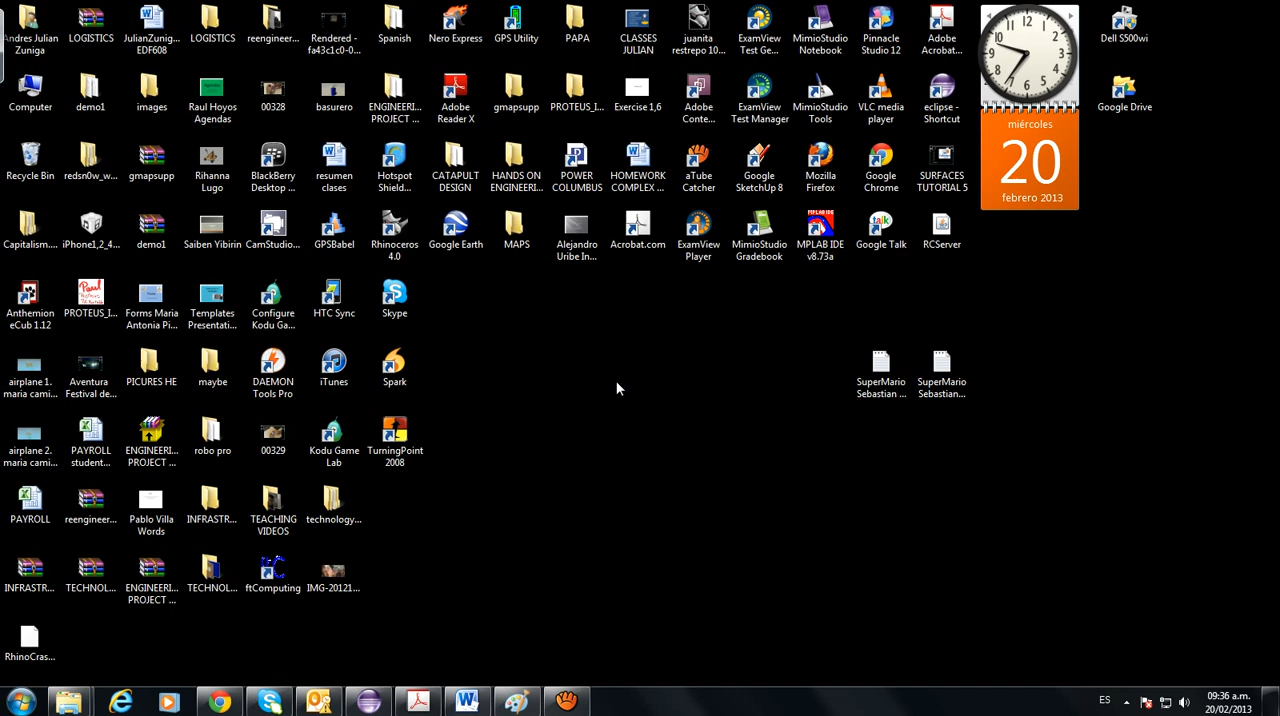 Andres Julian
Zuniga
LOGISTICS
JulianZunig...
EDF608
LOGISTICS
reengineer...
Rendered -
fa43c1c0-0...
Spanish
Nero Express
GPS Utility
PAPA
CLASSES
JULIAN
juanita
restrepo 10...
ExamView
Test Ge...
MimioStudio
Notebook
Pinnacle
Studio 12
Adobe
Acrobat...
Dell S500wi
Computer
demo1
images
Raul Hoyos
Agendas
00328
basurero
ENGINEERI...
PROJECT ...
Adobe
Reader X
gmapsupp
PROTEUS_I...
Exercise 1,6
Adobe
Conte...
ExamView
Test Manager
MimioStudio
Tools
VLC media
player
eclipse -
Shortcut
Google Drive
Recycle Bin
redsn0w_w...
gmapsupp
Rihanna
Lugo
BlackBerry
Desktop ...
resumen
clases
Hotspot
Shield...
CATAPULT
DESIGN
HANDS ON
ENGINEERI...
POWER
COLUMBUS
HOMEWORK
COMPLEX ...
aTube
Catcher
Google
SketchUp 8
Mozilla
Firefox
Google
Chrome
SURFACES
TUTORIAL 5
Capitalism....
iPhone1,2_4...
demo1
Saiben Yibirin
CamStudio...
GPSBabel
Rhinoceros
4.0
Google Earth
MAPS
Alejandro
Uribe In...
Acrobat.com
ExamView
Player
MimioStudio
Gradebook
MPLAB IDE
v8.73a
Google Talk
RCServer
miércoles
20
febrero 2013
Anthemion
eCub 1.12
PROTEUS_I...
Forms Maria
Antonia Pi...
Templates
Presentati...
Configure
Kodu Ga...
HTC Sync
Skype
airplane 1.
maria cami...
Aventura
Festival de...
PICURES HE
maybe
DAEMON
Tools Pro
iTunes
Spark
SuperMario
Sebastian ...
SuperMario
Sebastian...
airplane 2.
maria cami...
PAYROLL
student...
ENGINEERI...
PROJECT ...
robo pro
00329
Kodu Game
Lab
TurningPoint
2008
PAYROLL
reengineer...
Pablo Villa
Words
INFRASTR...
TEACHING
VIDEOS
technology...
INFRASTR...
TECHNOL...
ENGINEERI...
PROJECT ...
TECHNOL...
ftComputing
IMG-20121...
RhinoCras...
ES
09:36 a.m.
20/02/2013